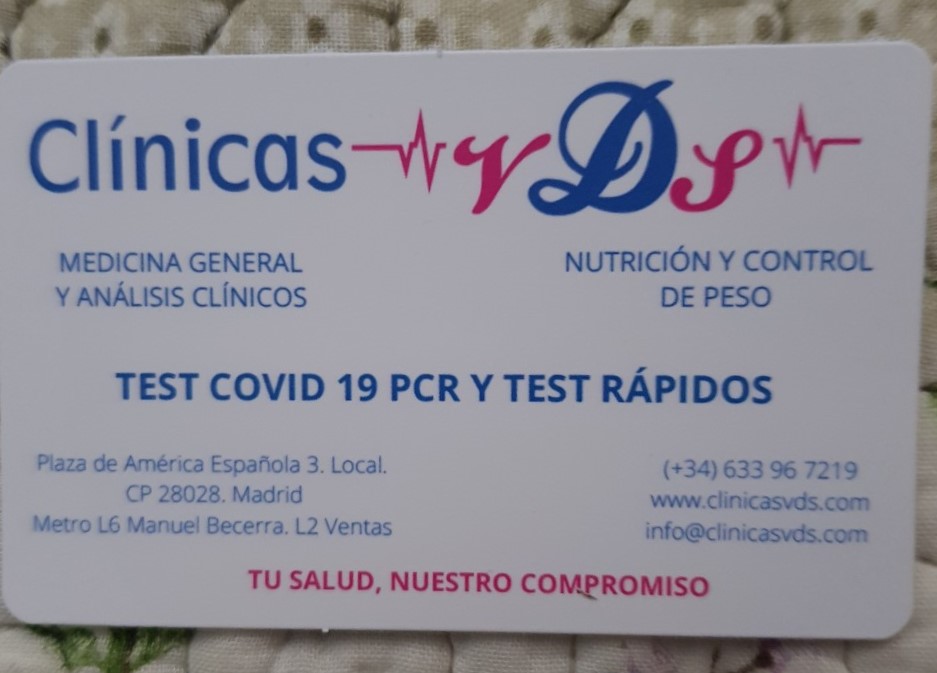 Clínicas VDS
MEDICINA GENERAL
Y ANÁLISIS CLÍNICOS
NUTRICIÓN Y CONTROL
DE PESO
TEST COVID 19 PCR Y TEST RÁPIDOS
Plaza de América Española 3. Local.
CP 28028. Madrid
Metro L6 Manuel Becerra. L2 Ventas
(+34) 633 96 7219
www.clinicasvds.com
info@clinicasvds.com
TU SALUD, NUESTRO COMPROMISO